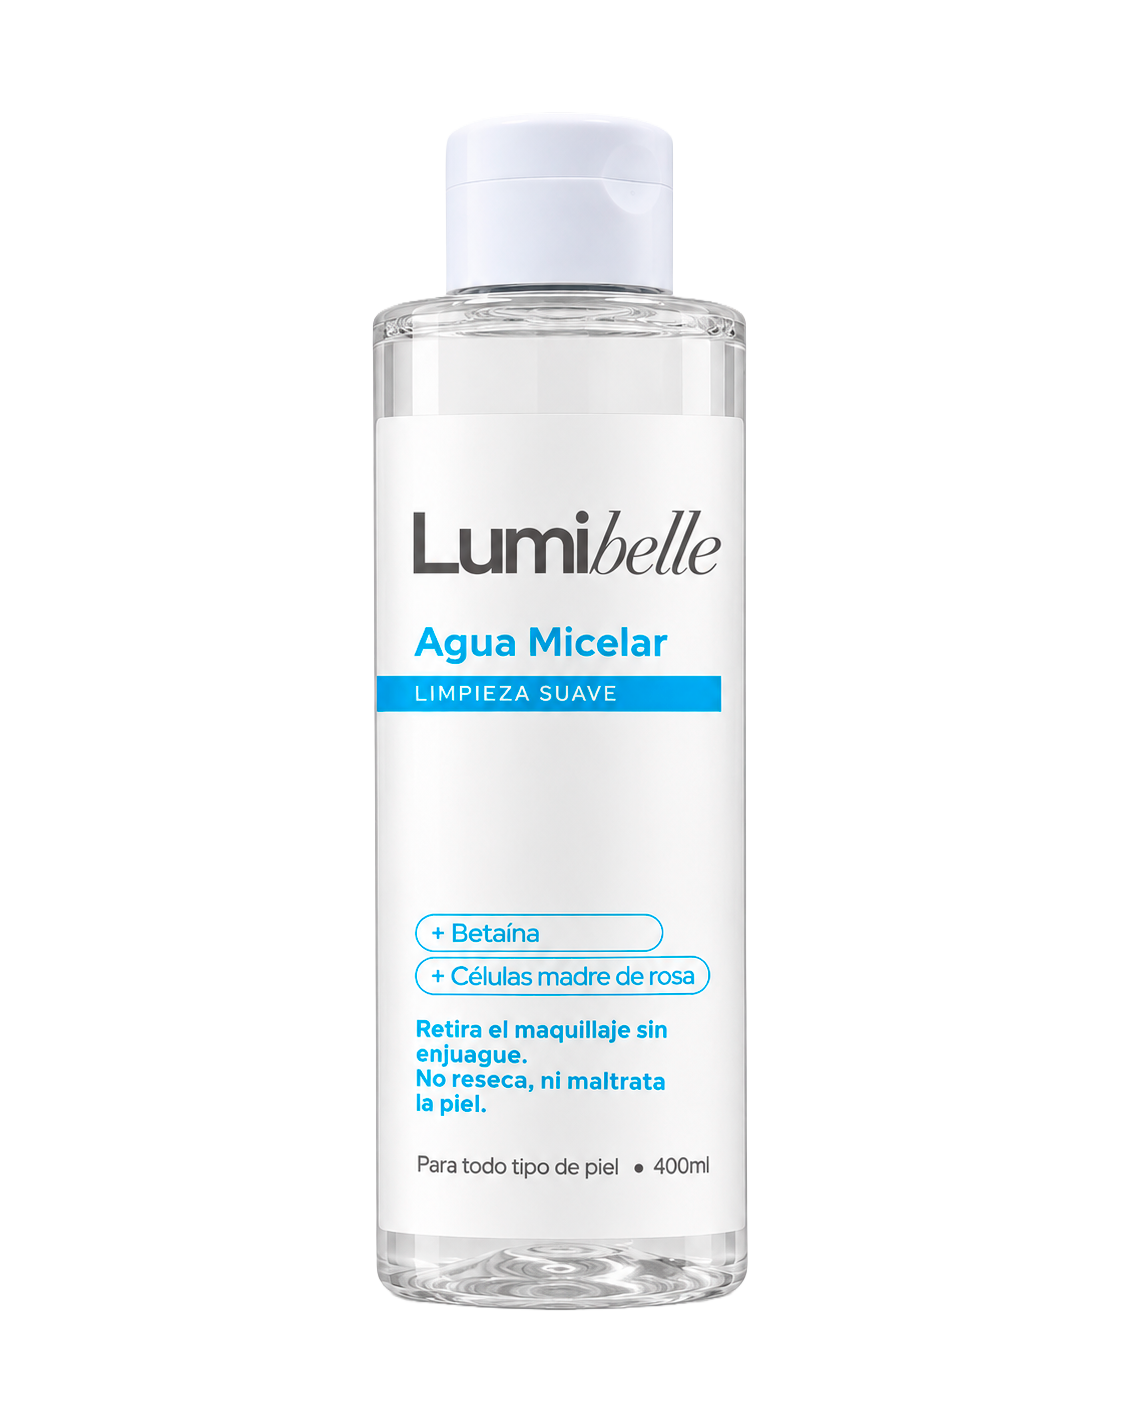 Lumibelle
Agua Micelar
LIMPIEZA SUAVE
+ Betaína
+ Células madre de rosa
Retira el maquillaje sin
enjuague.
No reseca, ni maltrata
la piel.
Para todo tipo de piel • 400ml